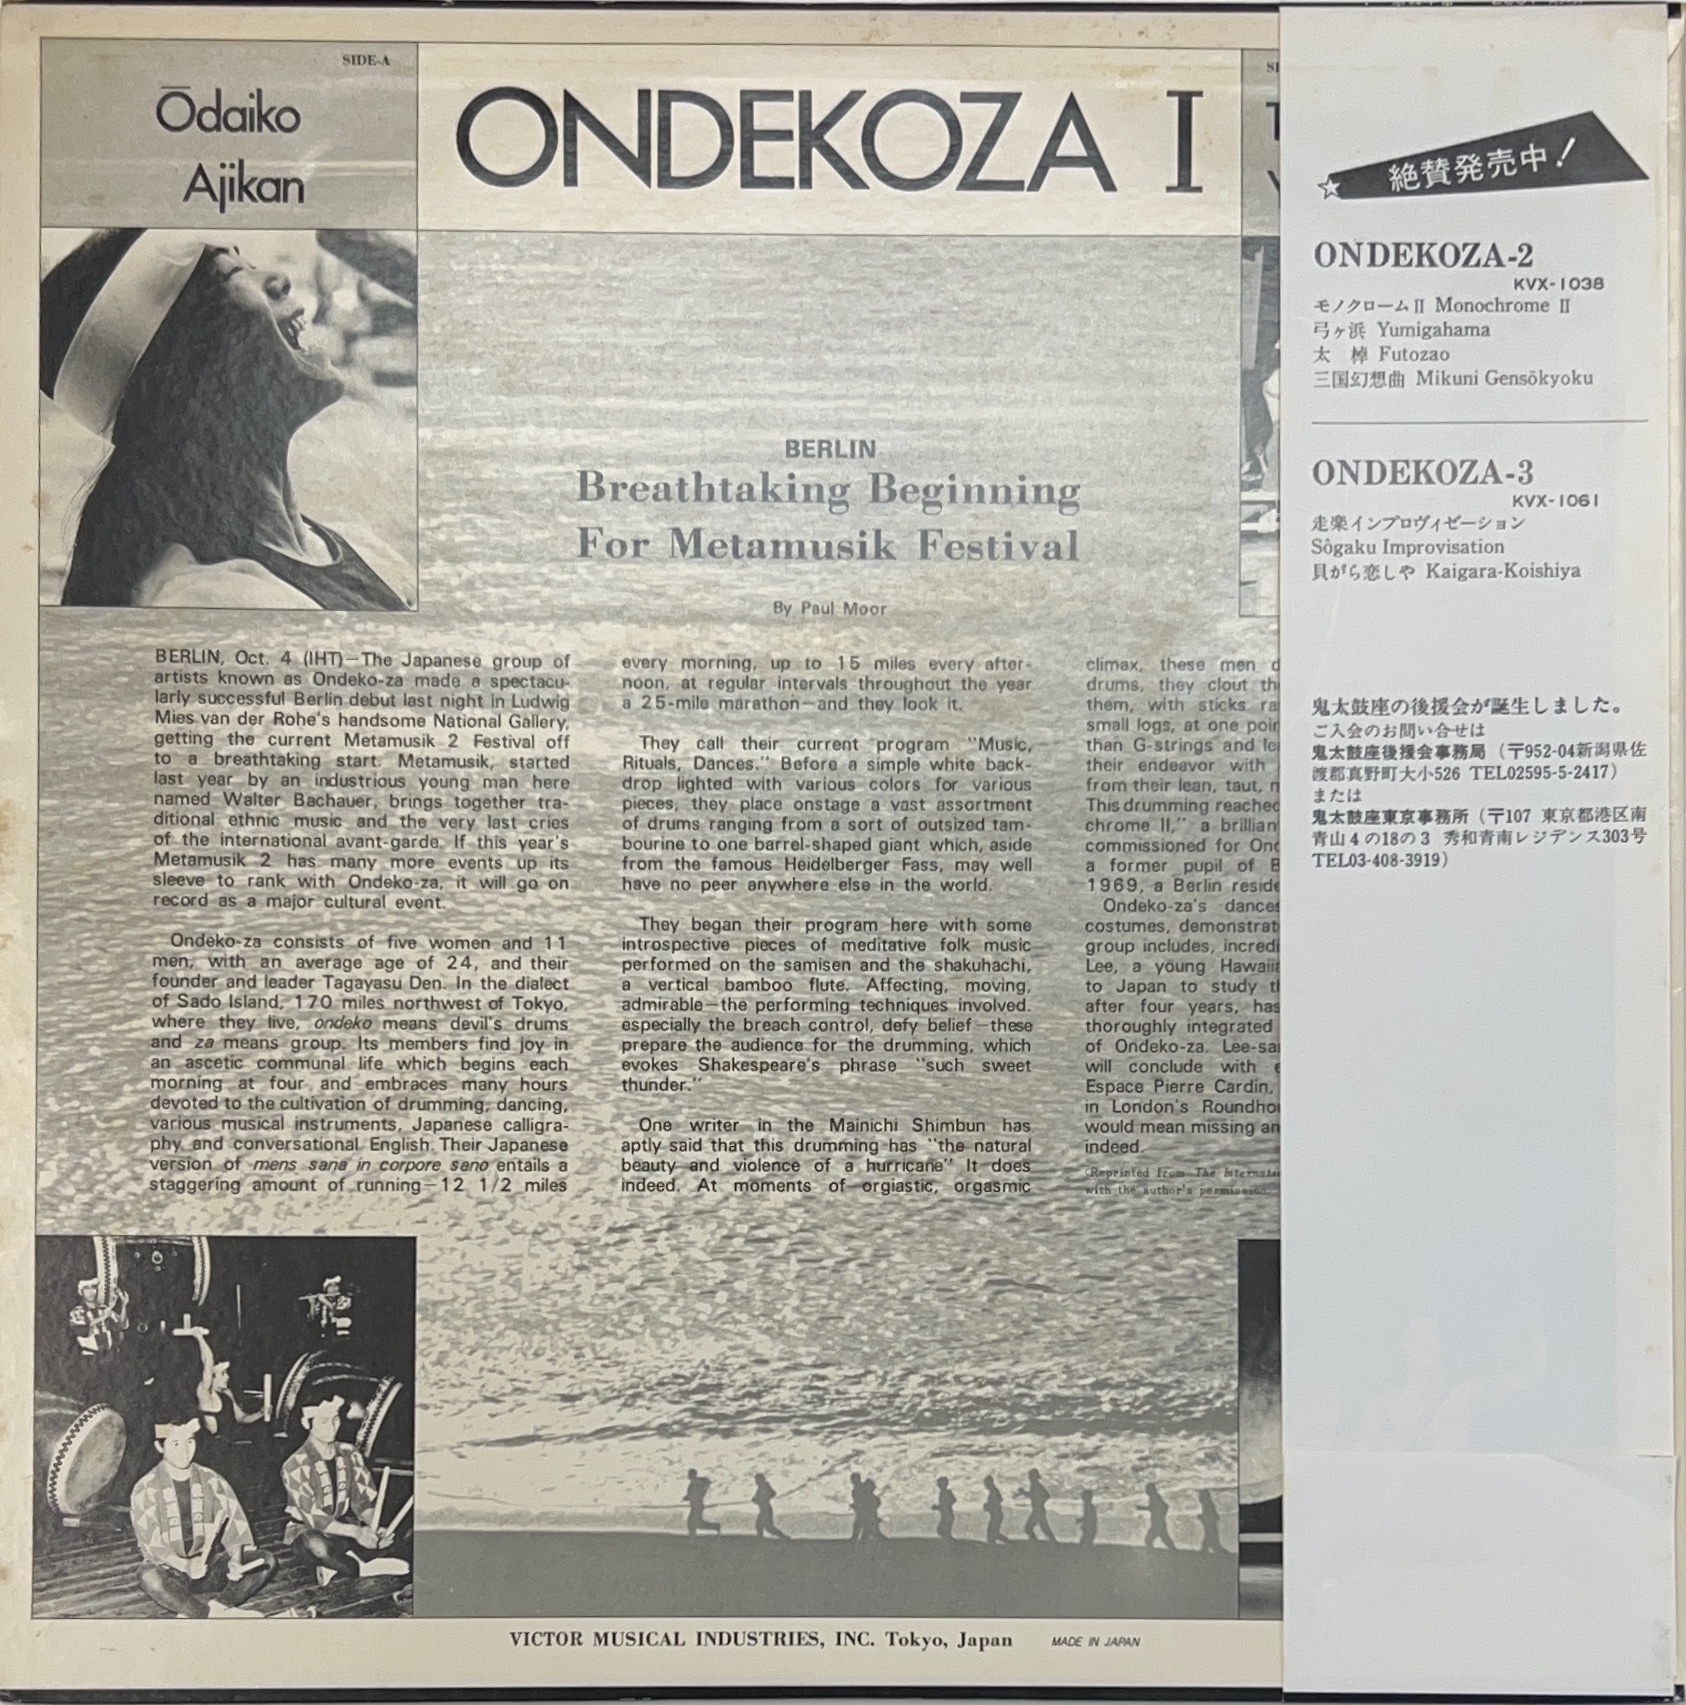 SIDE-A
Ōdaiko
Ajikan
ONDEKOZA I
BERLIN
Breathtaking Beginning
For Metamusik Festival
By Paul Moor
BERLIN, Oct. 4 (IHT)—The Japanese group of
artists known as Ondeko-za made a spectacu-
larly successful Berlin debut last night in Ludwig
Mies van der Rohe's handsome National Gallery,
getting the current Metamusik 2 Festival off
to a breathtaking start. Metamusik, started
last year by an industrious young man here
named Walter Bachauer, brings together tra-
ditional ethnic music and the very last cries
of the international avant-garde. If this year's
Metamusik 2 has many more events up its
sleeve to rank with Ondeko-za, it will go on
record as a major cultural event.
Ondeko-za consists of five women and 11
men, with an average age of 24, and their
founder and leader Tagayasu Den. In the dialect
of Sado Island, 170 miles northwest of Tokyo,
where they live, ondeko means devil's drums
and za means group. Its members find joy in
an ascetic communal life which begins each
morning at four and embraces many hours
devoted to the cultivation of drumming, dancing,
various musical instruments, Japanese calligra-
phy and conversational English. Their Japanese
version of mens sana in corpore sano entails a
staggering amount of running—12 1/2 miles
every morning, up to 15 miles every after-
noon, at regular intervals throughout the year
a 25-mile marathon—and they look it.
They call their current program "Music,
Rituals, Dances." Before a simple white back-
drop lighted with various colors for various
pieces, they place onstage a vast assortment
of drums ranging from a sort of outsized tam-
bourine to one barrel-shaped giant which, aside
from the famous Heidelberger Fass, may well
have no peer anywhere else in the world.
They began their program here with some
introspective pieces of meditative folk music
performed on the samisen and the shakuhachi,
a vertical bamboo flute. Affecting, moving,
admirable—the performing techniques involved.
especially the breach control, defy belief—these
prepare the audience for the drumming, which
evokes Shakespeare's phrase "such sweet
thunder."
One writer in the Mainichi Shimbun has
aptly said that this drumming has "the natural
beauty and violence of a hurricane" It does
indeed. At moments of orgiastic, orgasmic
climax, these men d
drums, they clout th
them, with sticks ra
small logs, at one poin
than G-strings and lo
their endeavor with
from their lean, taut, n
This drumming reached
chrome II," a brillian
commissioned for Ond
a former pupil of B
1969, a Berlin reside
Ondeko-za's dances
costumes, demonstrat
group includes, incredi
Lee, a young Hawaiia
to Japan to study th
after four years, has
thoroughly integrated
of Ondeko-za. Lee-sa
will conclude with e
Espace Pierre Cardin,
in London's Roundhou
would mean missing an
indeed.
(Reprinted from The Internatio
with the author's permission.
VICTOR MUSICAL INDUSTRIES, INC. Tokyo, Japan MADE IN JAPAN
絶賛発売中!
ONDEKOZA-2
KVX-1038
モノクロームII Monochrome II
弓ヶ浜 Yumigahama
太 棹 Futozao
三国幻想曲 Mikuni Gensōkyoku
ONDEKOZA-3
KVX-1061
走楽インプロヴィゼーション
Sôgaku Improvisation
貝がら恋しや Kaigara-Koishiya
鬼太鼓座の後援会が誕生しました。
ご入会のお問い合せは
鬼太鼓座後援会事務局（〒952-04新潟県佐
渡郡真野町大小526 TEL02595-5-2417）
または
鬼太鼓座東京事務所（〒107 東京都港区南
青山4の18の3 秀和青南レジデンス303号
TEL03-408-3919）